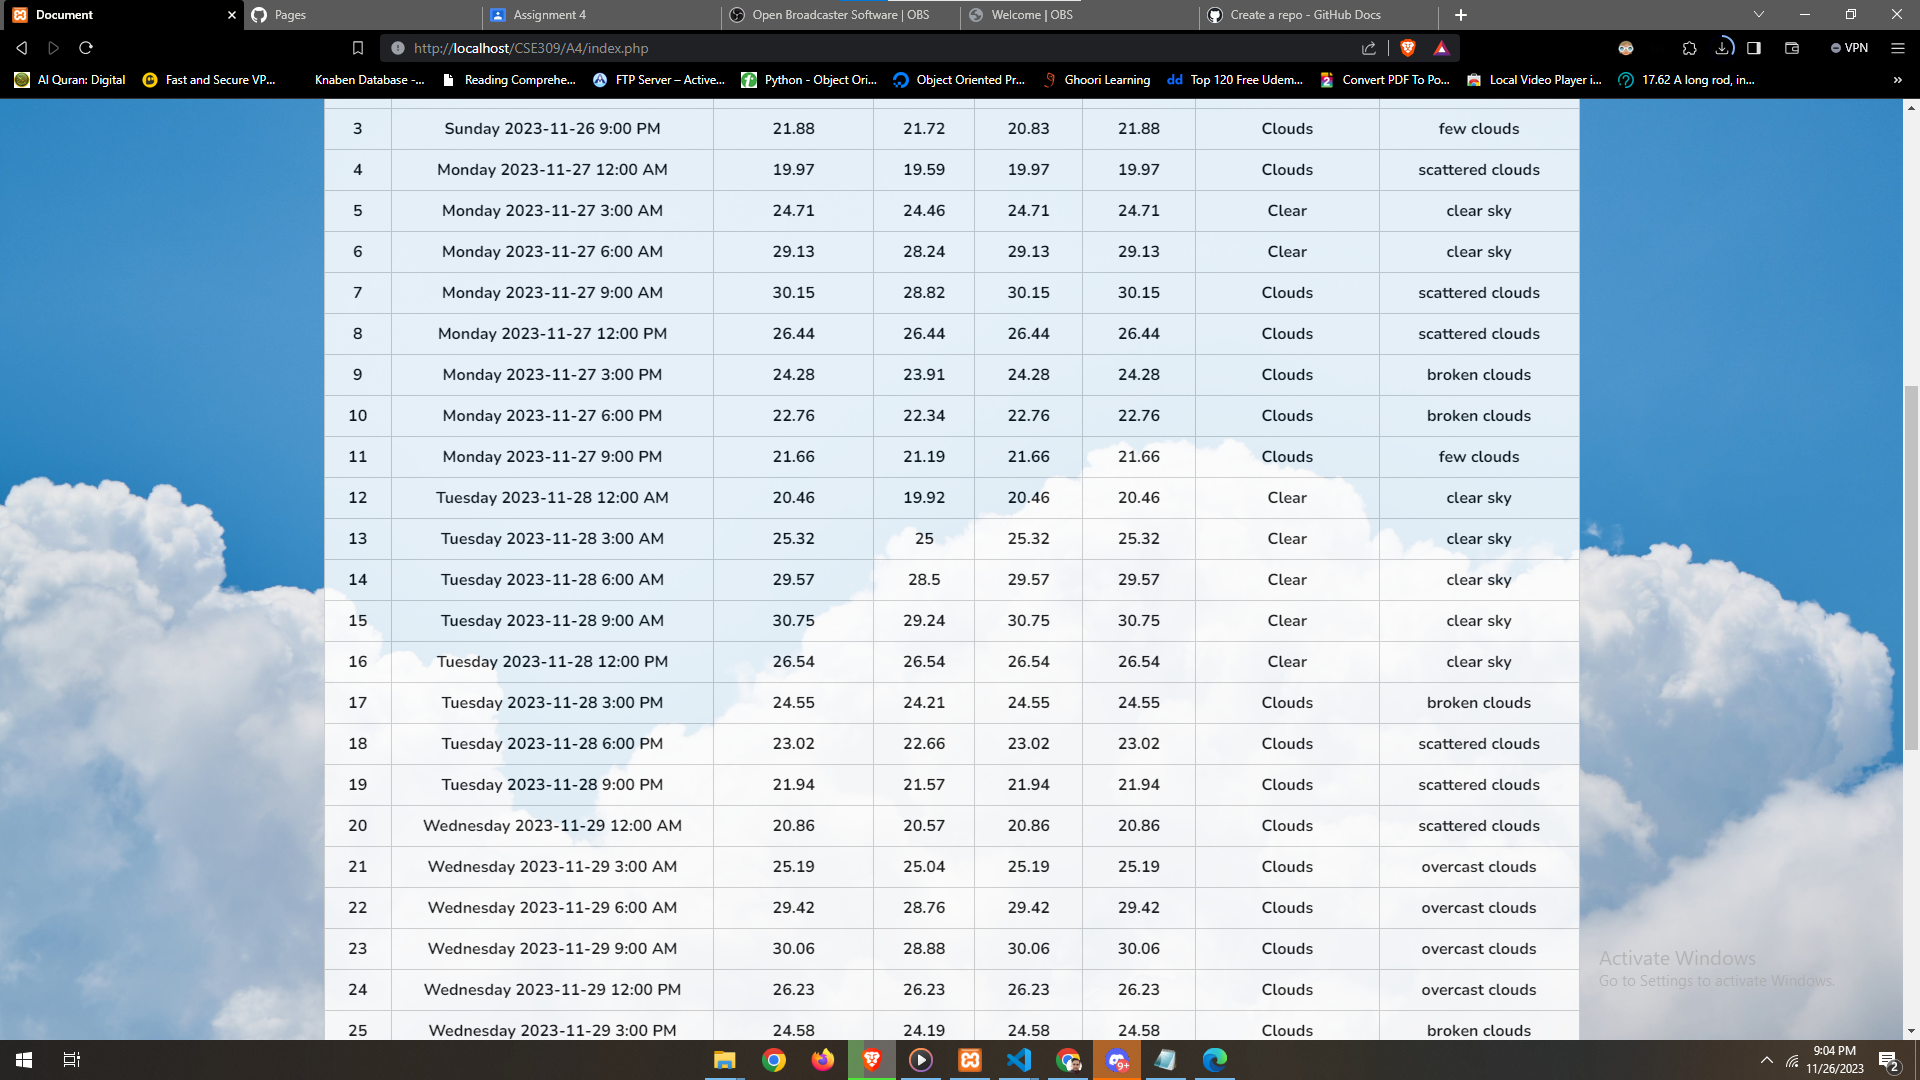 Document
Pages
Assignment 4
Open Broadcaster Software | OBS
Welcome | OBS
Create a repo - GitHub Docs
http://localhost/CSE309/A4/index.php
VPN
Al Quran: Digital
Fast and Secure VP...
Knaben Database -...
Reading Comprehe...
FTP Server – Active...
Python - Object Ori...
Object Oriented Pr...
Ghoori Learning
dd Top 120 Free Udem...
Convert PDF To Po...
Local Video Player i...
17.62 A long rod, in...
»
3 Sunday 2023-11-26 9:00 PM 21.88 21.72 20.83 21.88 Clouds few clouds
4 Monday 2023-11-27 12:00 AM 19.97 19.59 19.97 19.97 Clouds scattered clouds
5 Monday 2023-11-27 3:00 AM 24.71 24.46 24.71 24.71 Clear clear sky
6 Monday 2023-11-27 6:00 AM 29.13 28.24 29.13 29.13 Clear clear sky
7 Monday 2023-11-27 9:00 AM 30.15 28.82 30.15 30.15 Clouds scattered clouds
8 Monday 2023-11-27 12:00 PM 26.44 26.44 26.44 26.44 Clouds scattered clouds
9 Monday 2023-11-27 3:00 PM 24.28 23.91 24.28 24.28 Clouds broken clouds
10 Monday 2023-11-27 6:00 PM 22.76 22.34 22.76 22.76 Clouds broken clouds
11 Monday 2023-11-27 9:00 PM 21.66 21.19 21.66 21.66 Clouds few clouds
12 Tuesday 2023-11-28 12:00 AM 20.46 19.92 20.46 20.46 Clear clear sky
13 Tuesday 2023-11-28 3:00 AM 25.32 25 25.32 25.32 Clear clear sky
14 Tuesday 2023-11-28 6:00 AM 29.57 28.5 29.57 29.57 Clear clear sky
15 Tuesday 2023-11-28 9:00 AM 30.75 29.24 30.75 30.75 Clear clear sky
16 Tuesday 2023-11-28 12:00 PM 26.54 26.54 26.54 26.54 Clear clear sky
17 Tuesday 2023-11-28 3:00 PM 24.55 24.21 24.55 24.55 Clouds broken clouds
18 Tuesday 2023-11-28 6:00 PM 23.02 22.66 23.02 23.02 Clouds scattered clouds
19 Tuesday 2023-11-28 9:00 PM 21.94 21.57 21.94 21.94 Clouds scattered clouds
20 Wednesday 2023-11-29 12:00 AM 20.86 20.57 20.86 20.86 Clouds scattered clouds
21 Wednesday 2023-11-29 3:00 AM 25.19 25.04 25.19 25.19 Clouds overcast clouds
22 Wednesday 2023-11-29 6:00 AM 29.42 28.76 29.42 29.42 Clouds overcast clouds
23 Wednesday 2023-11-29 9:00 AM 30.06 28.88 30.06 30.06 Clouds overcast clouds
24 Wednesday 2023-11-29 12:00 PM 26.23 26.23 26.23 26.23 Clouds overcast clouds
25 Wednesday 2023-11-29 3:00 PM 24.58 24.19 24.58 24.58 Clouds broken clouds
Activate Windows
Go to Settings to activate Windows.
9+
9:04 PM
11/26/2023
2